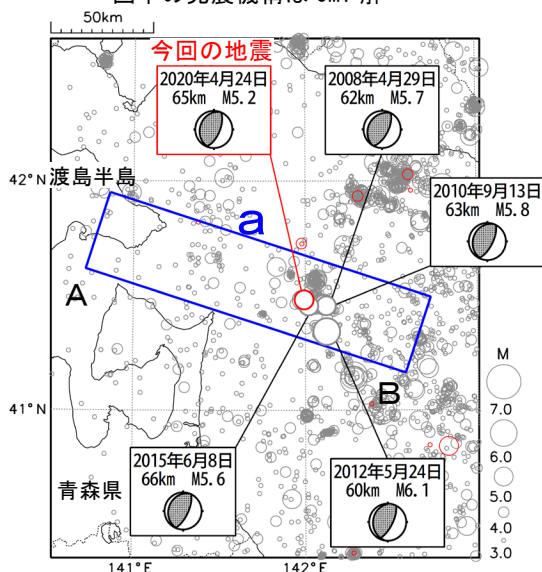 50km
今回の地震
2020年4月24日
65km M5.2
2008年4月29日
62km M5.7
渡島半島
42°N
2010年9月13日
63km M5.8
a
A
B
M
7.0
6.0
5.0
4.0
3.0
41°N
2015年6月8日
66km M5.6
2012年5月24日
60km M6.1
青森県
141°E
142°E